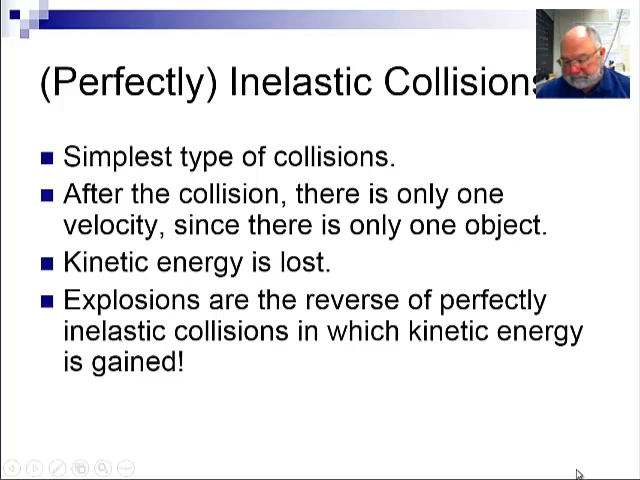 (Perfectly) Inelastic Collisions
Simplest type of collisions.
After the collision, there is only one
velocity, since there is only one object.
Kinetic energy is lost.
Explosions are the reverse of perfectly
inelastic collisions in which kinetic energy
is gained!